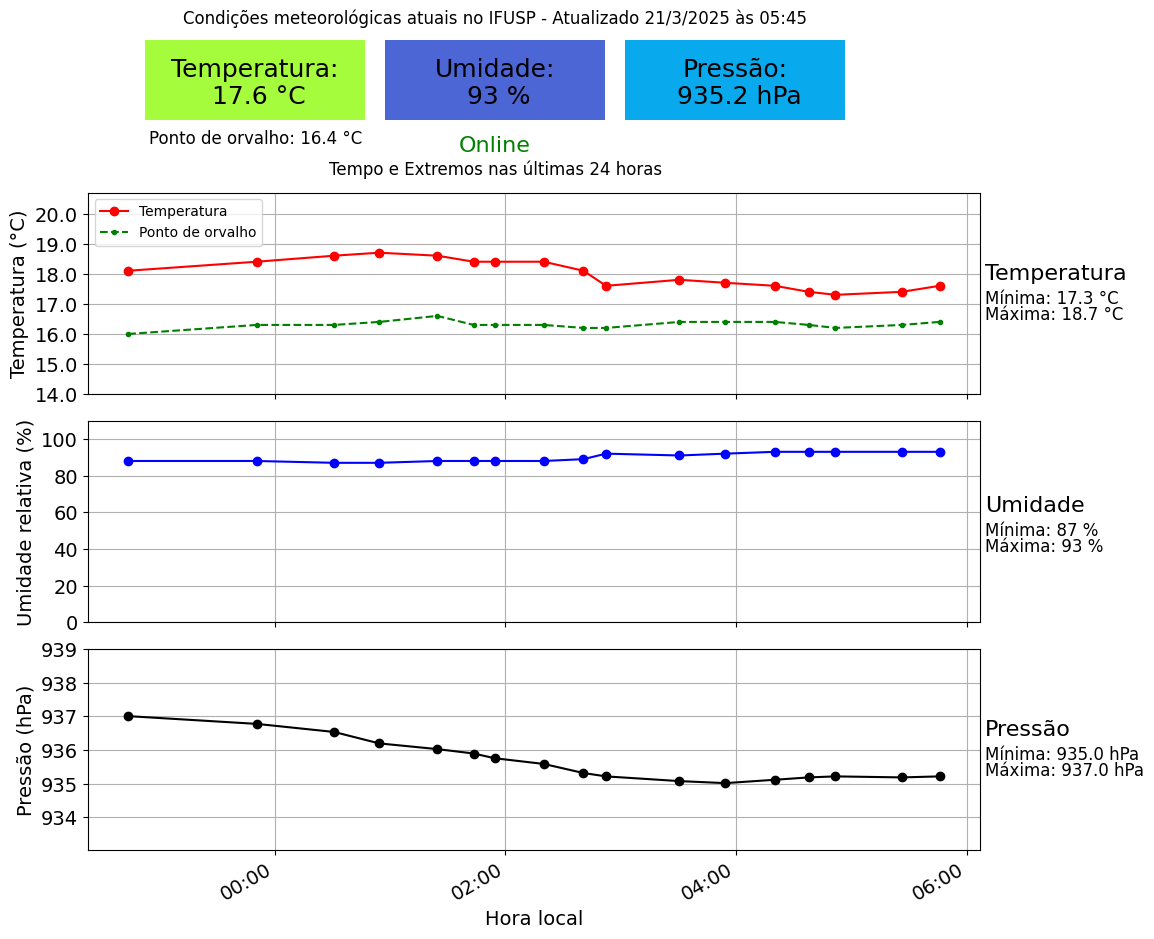 Condições meteorológicas atuais no IFUSP - Atualizado 21/3/2025 às 05:45
Temperatura:
17.6 °C
Umidade:
93 %
Pressão:
935.2 hPa
Ponto de orvalho: 16.4 °C
Online
Tempo e Extremos nas últimas 24 horas
Temperatura (°C)
20.0
19.0
18.0
17.0
16.0
15.0
14.0
Temperatura
Ponto de orvalho
Temperatura
Mínima: 17.3 °C
Máxima: 18.7 °C
Umidade relativa (%)
100
80
60
40
20
0
Umidade
Mínima: 87 %
Máxima: 93 %
Pressão (hPa)
939
938
937
936
935
934
Pressão
Mínima: 935.0 hPa
Máxima: 937.0 hPa
00:00
02:00
04:00
06:00
Hora local